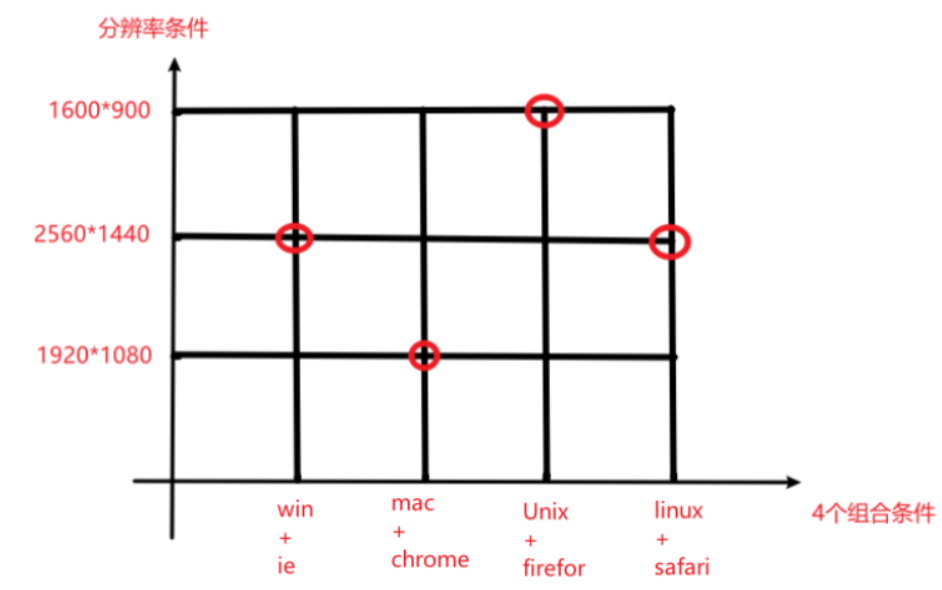 分辨率条件
1600*900
2560*1440
1920*1080
win
+
ie
mac
+
chrome
Unix
+
firefor
linux
+
safari
4个组合条件